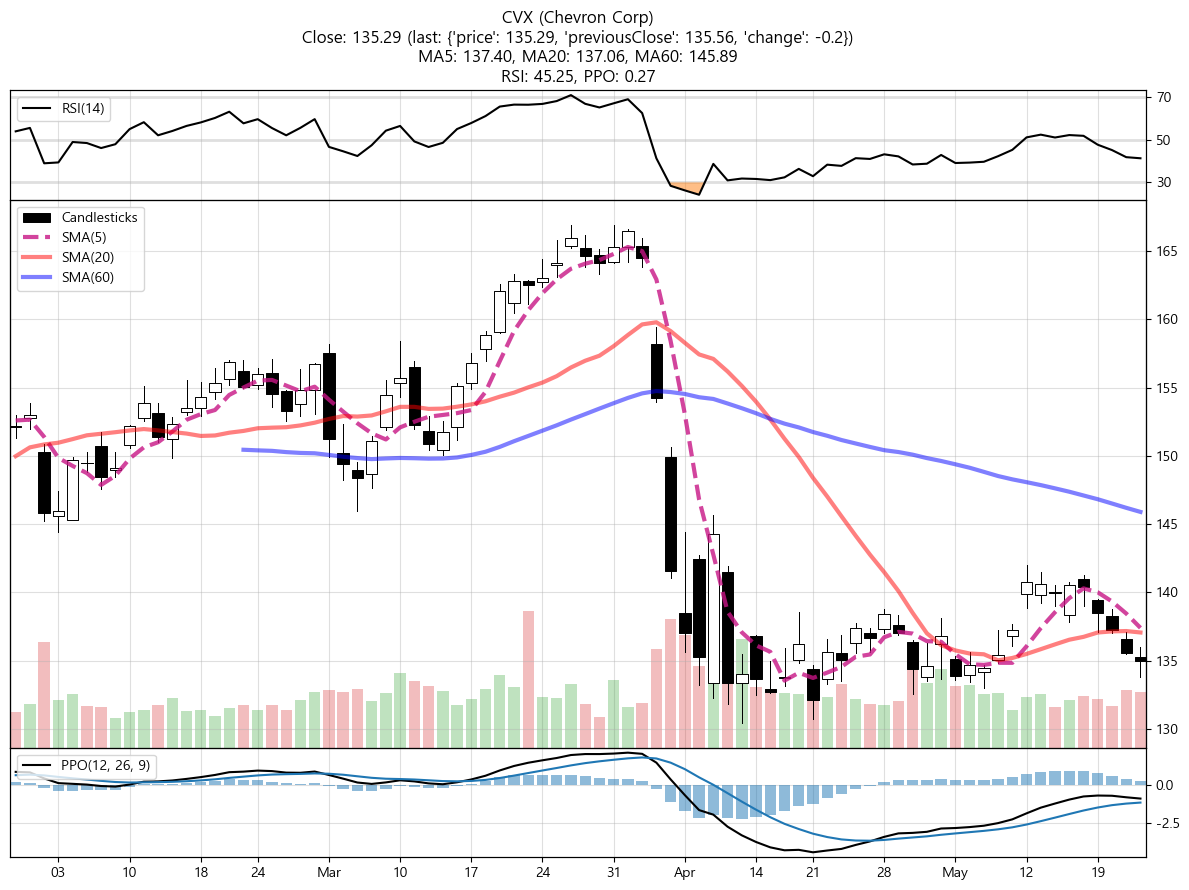 CVX (Chevron Corp)
Close: 135.29 (last: {'price': 135.29, 'previousClose': 135.56, 'change': -0.2})
MA5: 137.40, MA20: 137.06, MA60: 145.89
RSI: 45.25, PPO: 0.27
RSI(14)
70
50
30
Candlesticks
SMA(5)
SMA(20)
SMA(60)
165
160
155
150
145
140
135
130
PPO(12, 26, 9)
0.0
−2.5
03 10 18 24 Mar 10 17 24 31 Apr 14 21 28 May 12 19